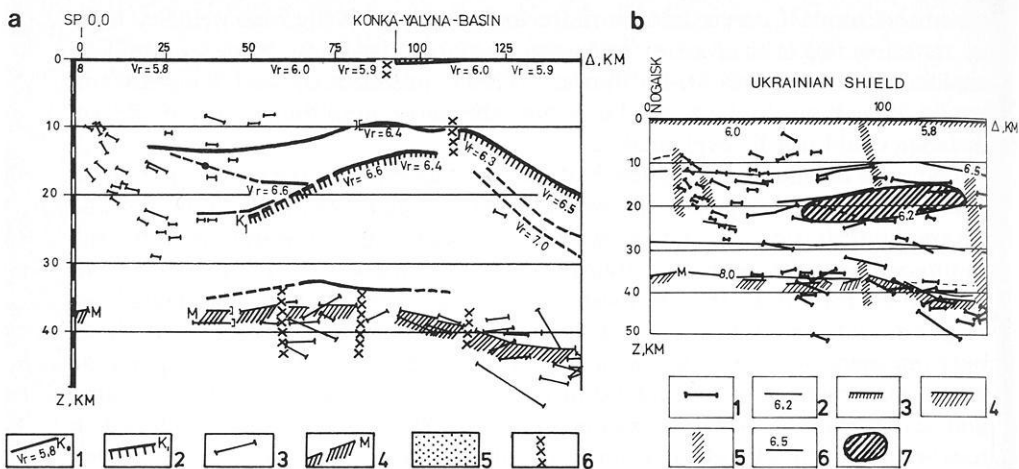 a
SP 0,0
KONKA-YALYNA-BASIN
0 25 50 75 100 125
8 Vr=5.8 Vr=6.0 Vr=5.9 Vr=6.0 Vr=5.9
0 Δ,KM
10
Vr=6.4
Vr=6.3
20
Vr=6.6 Vr=6.6 Vr=6.4
Vr=6.5
K₁
Vr=7.0
30
M M
40
Z,KM
K₀ Vr=5,8 1
K₁ 2
3
M 4
5
6
b
NOGAISK
UKRAINIAN SHIELD
0 100
0 6.0 5.8 Δ,KM
10 6.5
20 6.2
30
M 8.0
40
50
Z,KM
1
6.2 2
3
4
5
6.5 6
7